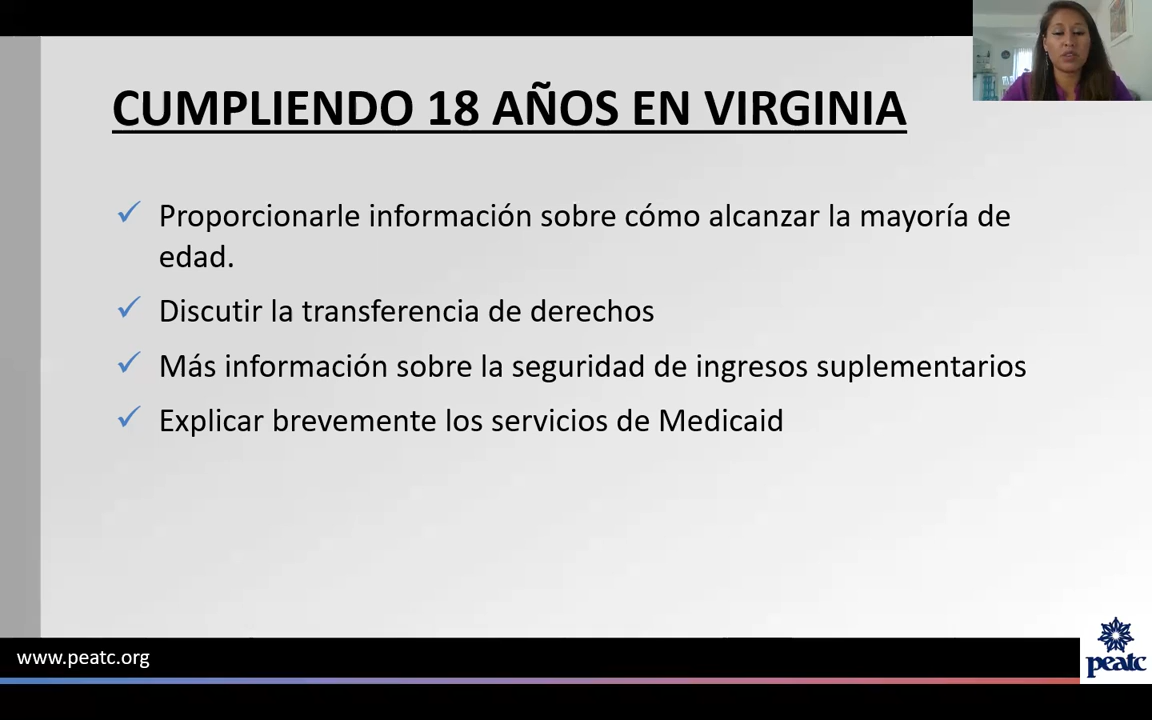 CUMPLIENDO 18 AÑOS EN VIRGINIA
Proporcionarle información sobre cómo alcanzar la mayoría de
edad.
Discutir la transferencia de derechos
Más información sobre la seguridad de ingresos suplementarios
Explicar brevemente los servicios de Medicaid
www.peatc.org
peatc